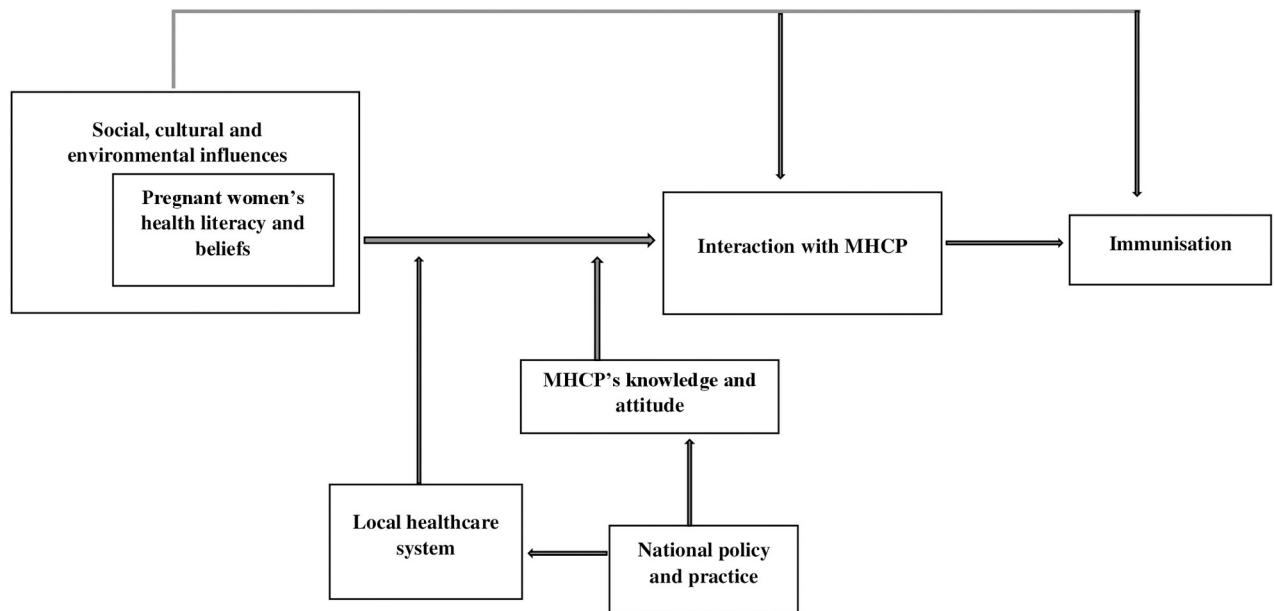 Social, cultural and
environmental influences
Pregnant women’s
health literacy and
beliefs
Interaction with MHCP
Immunisation
MHCP’s knowledge and
attitude
Local healthcare
system
National policy
and practice